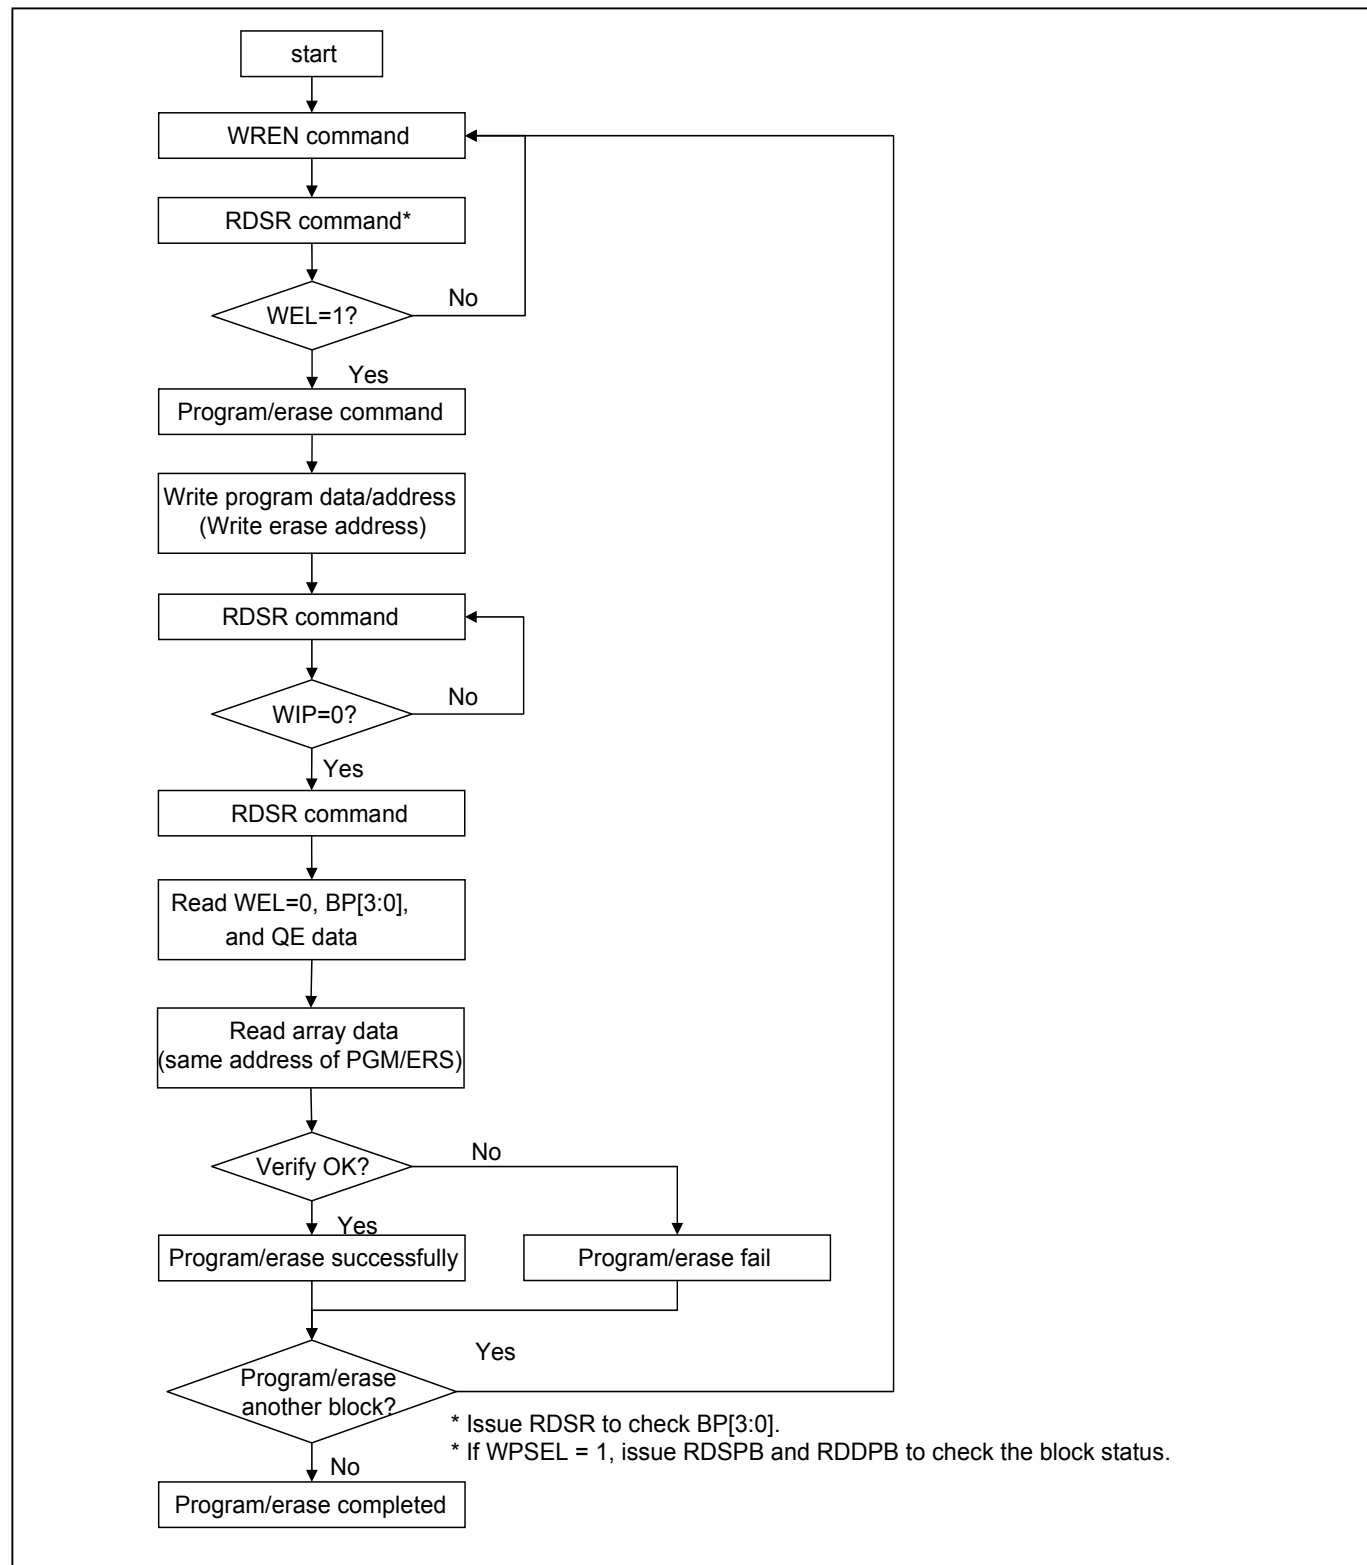 start
WREN command
RDSR command*
WEL=1?
No
Yes
Program/erase command
Write program data/address
(Write erase address)
RDSR command
WIP=0?
No
Yes
RDSR command
Read WEL=0, BP[3:0],
and QE data
Read array data
(same address of PGM/ERS)
Verify OK?
No
Yes
Program/erase successfully
Program/erase fail
Yes
Program/erase
another block?
* Issue RDSR to check BP[3:0].
* If WPSEL = 1, issue RDSPB and RDDPB to check the block status.
No
Program/erase completed